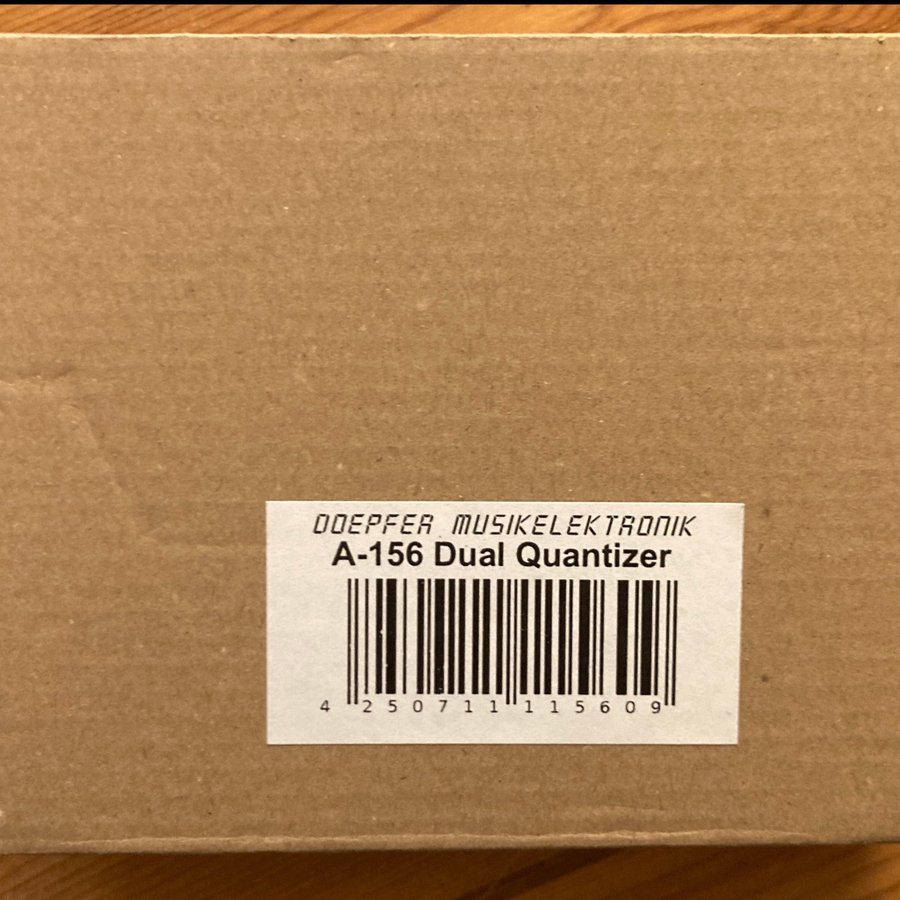 DOEPFER MUSIKELEKTRONIK
A-156 Dual Quantizer
4 250711 115609